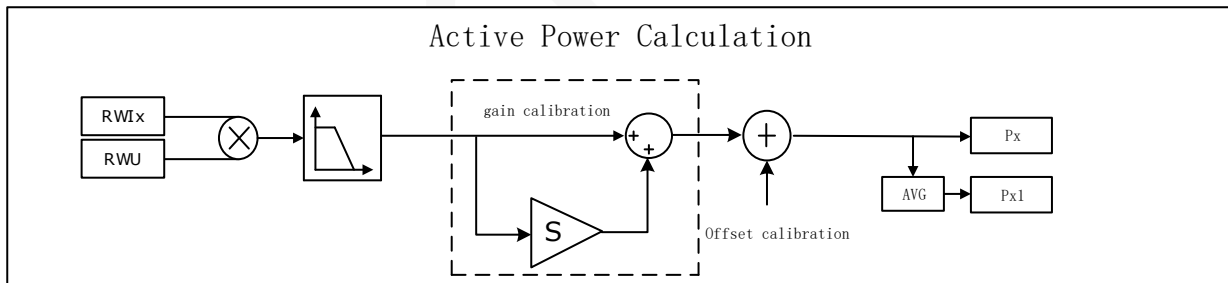 Active Power Calculation
RWIx
RWU
gain calibration
S
Offset calibration
Px
AVG
Px1